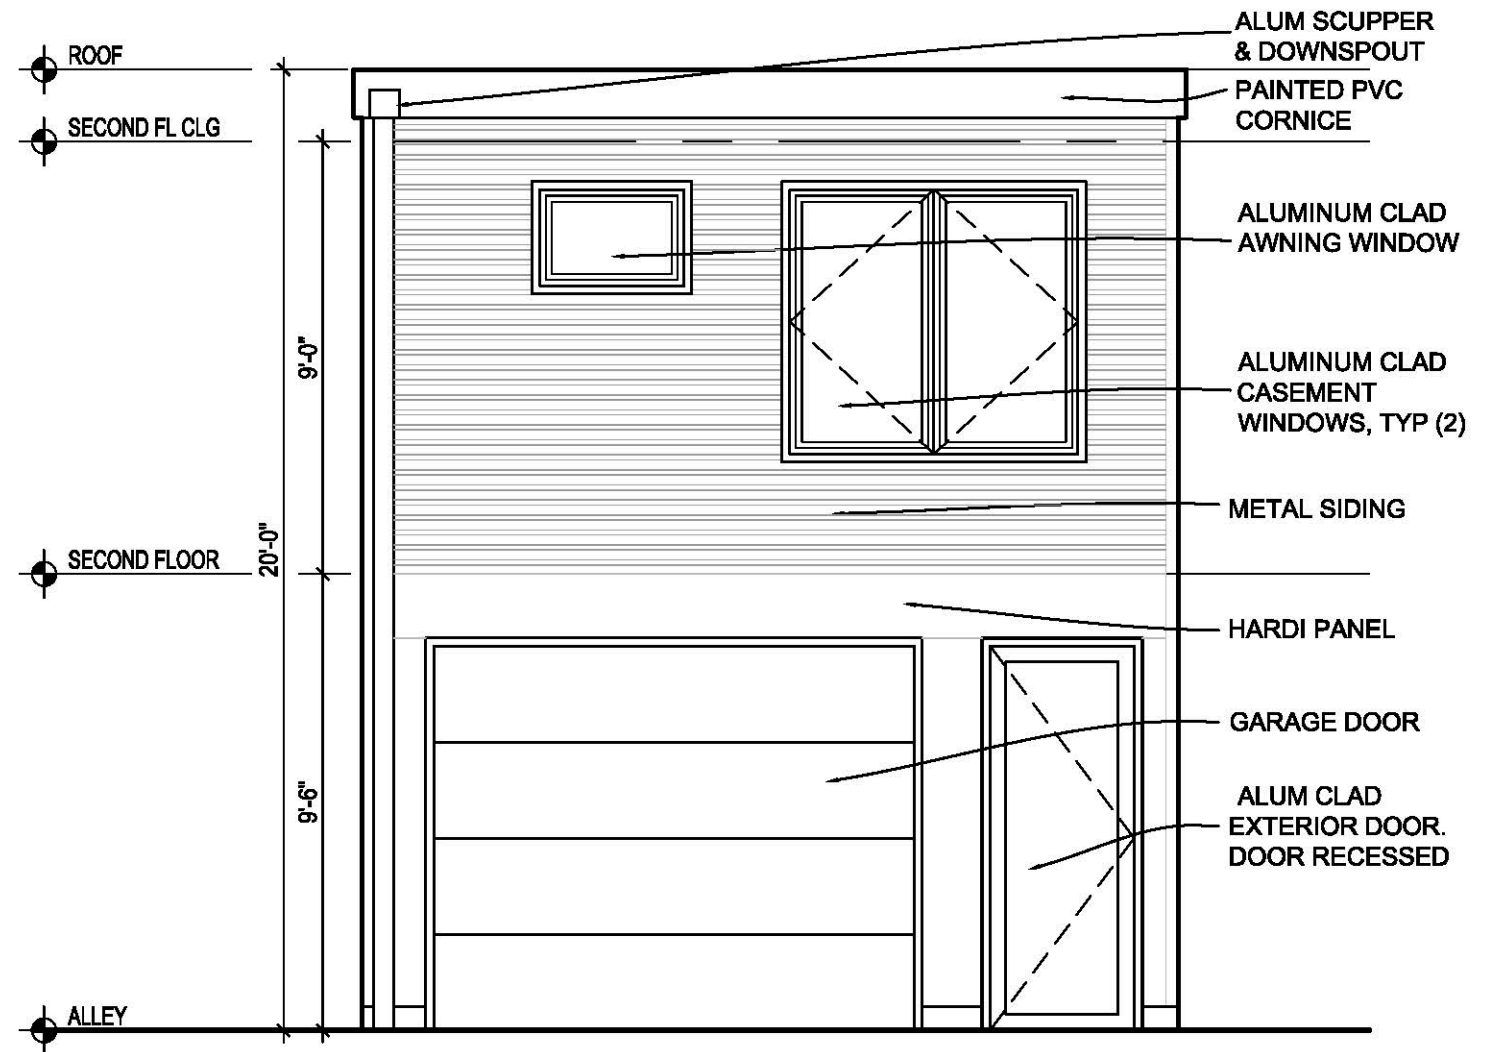 ROOF
SECOND FL CLG
SECOND FLOOR
ALLEY
20'-0"
9'-0"
9'-6"
ALUM SCUPPER
& DOWNSPOUT
PAINTED PVC
CORNICE
ALUMINUM CLAD
AWNING WINDOW
ALUMINUM CLAD
CASEMENT
WINDOWS, TYP (2)
METAL SIDING
HARDI PANEL
GARAGE DOOR
ALUM CLAD
EXTERIOR DOOR.
DOOR RECESSED